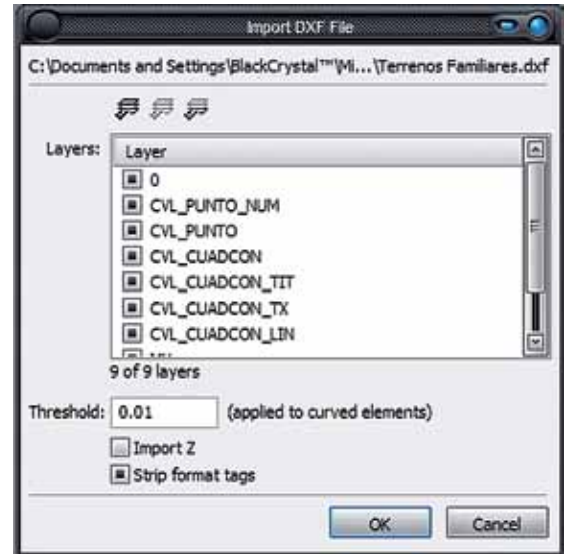 Import DXF File
C:\Documents and Settings\BlackCrystal™\Mi...\Terrenos Familiares.dxf
Layers:
Layer
0
CVL_PUNTO_NUM
CVL_PUNTO
CVL_CUADCON
CVL_CUADCON_TIT
CVL_CUADCON_TX
CVL_CUADCON_LIN
9 of 9 layers
Threshold: 0.01 (applied to curved elements)
Import Z
Strip format tags
OK Cancel